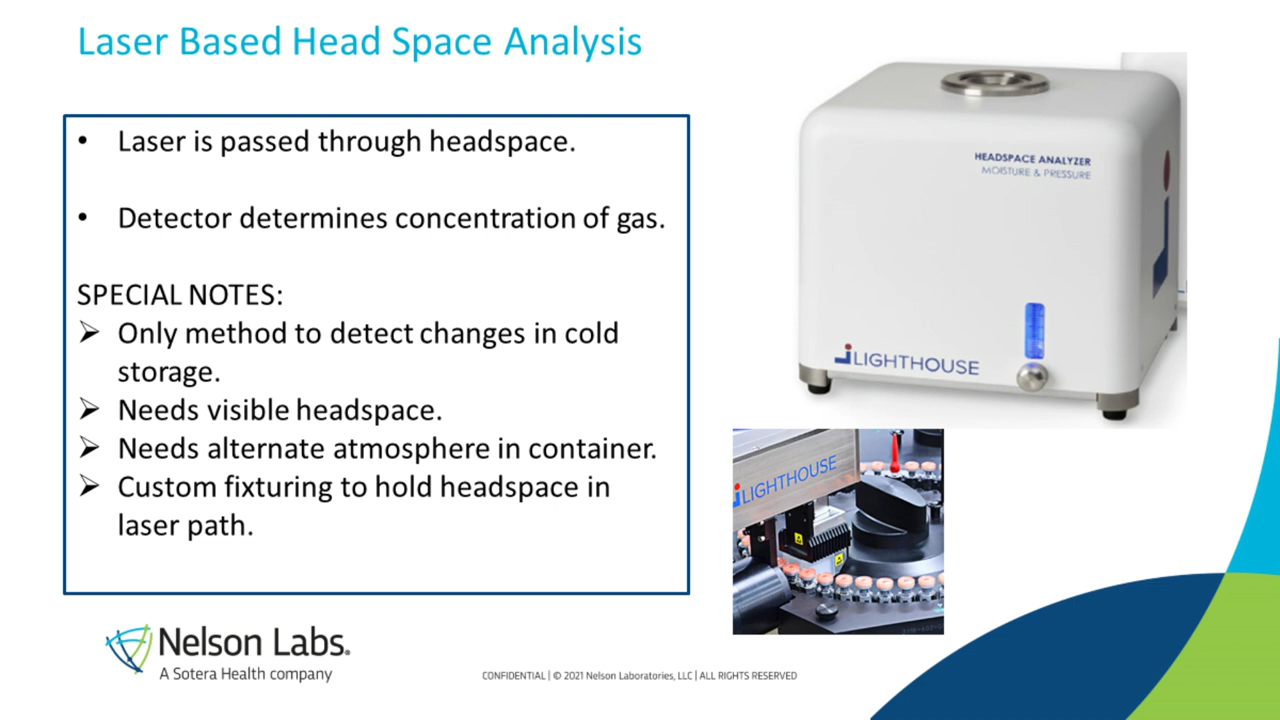 Laser Based Head Space Analysis
• Laser is passed through headspace.
• Detector determines concentration of gas.
SPECIAL NOTES:
➢ Only method to detect changes in cold
storage.
➢ Needs visible headspace.
➢ Needs alternate atmosphere in container.
➢ Custom fixturing to hold headspace in
laser path.
HEADSPACE ANALYZER
MOISTURE & PRESSURE
LIGHTHOUSE
LIGHTHOUSE
Nelson Labs.®
A Sotera Health company
CONFIDENTIAL | © 2021 Nelson Laboratories, LLC | ALL RIGHTS RESERVED